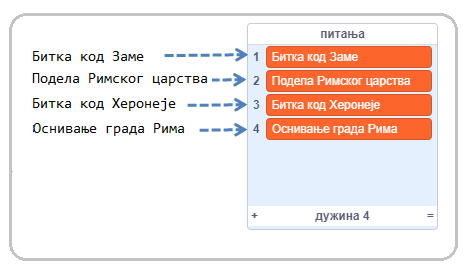 питања
Битка код Заме
1 Битка код Заме
Подела Римског царства
2 Подела Римског царства
Битка код Херонеје
3 Битка код Херонеје
Оснивање града Рима
4 Оснивање града Рима
+ дужина 4 =